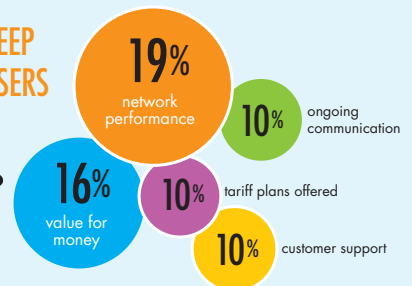 EEP
SERS
19%
network
performance
10%
ongoing
communication
16%
value for
money
10%
tariff plans offered
10%
customer support